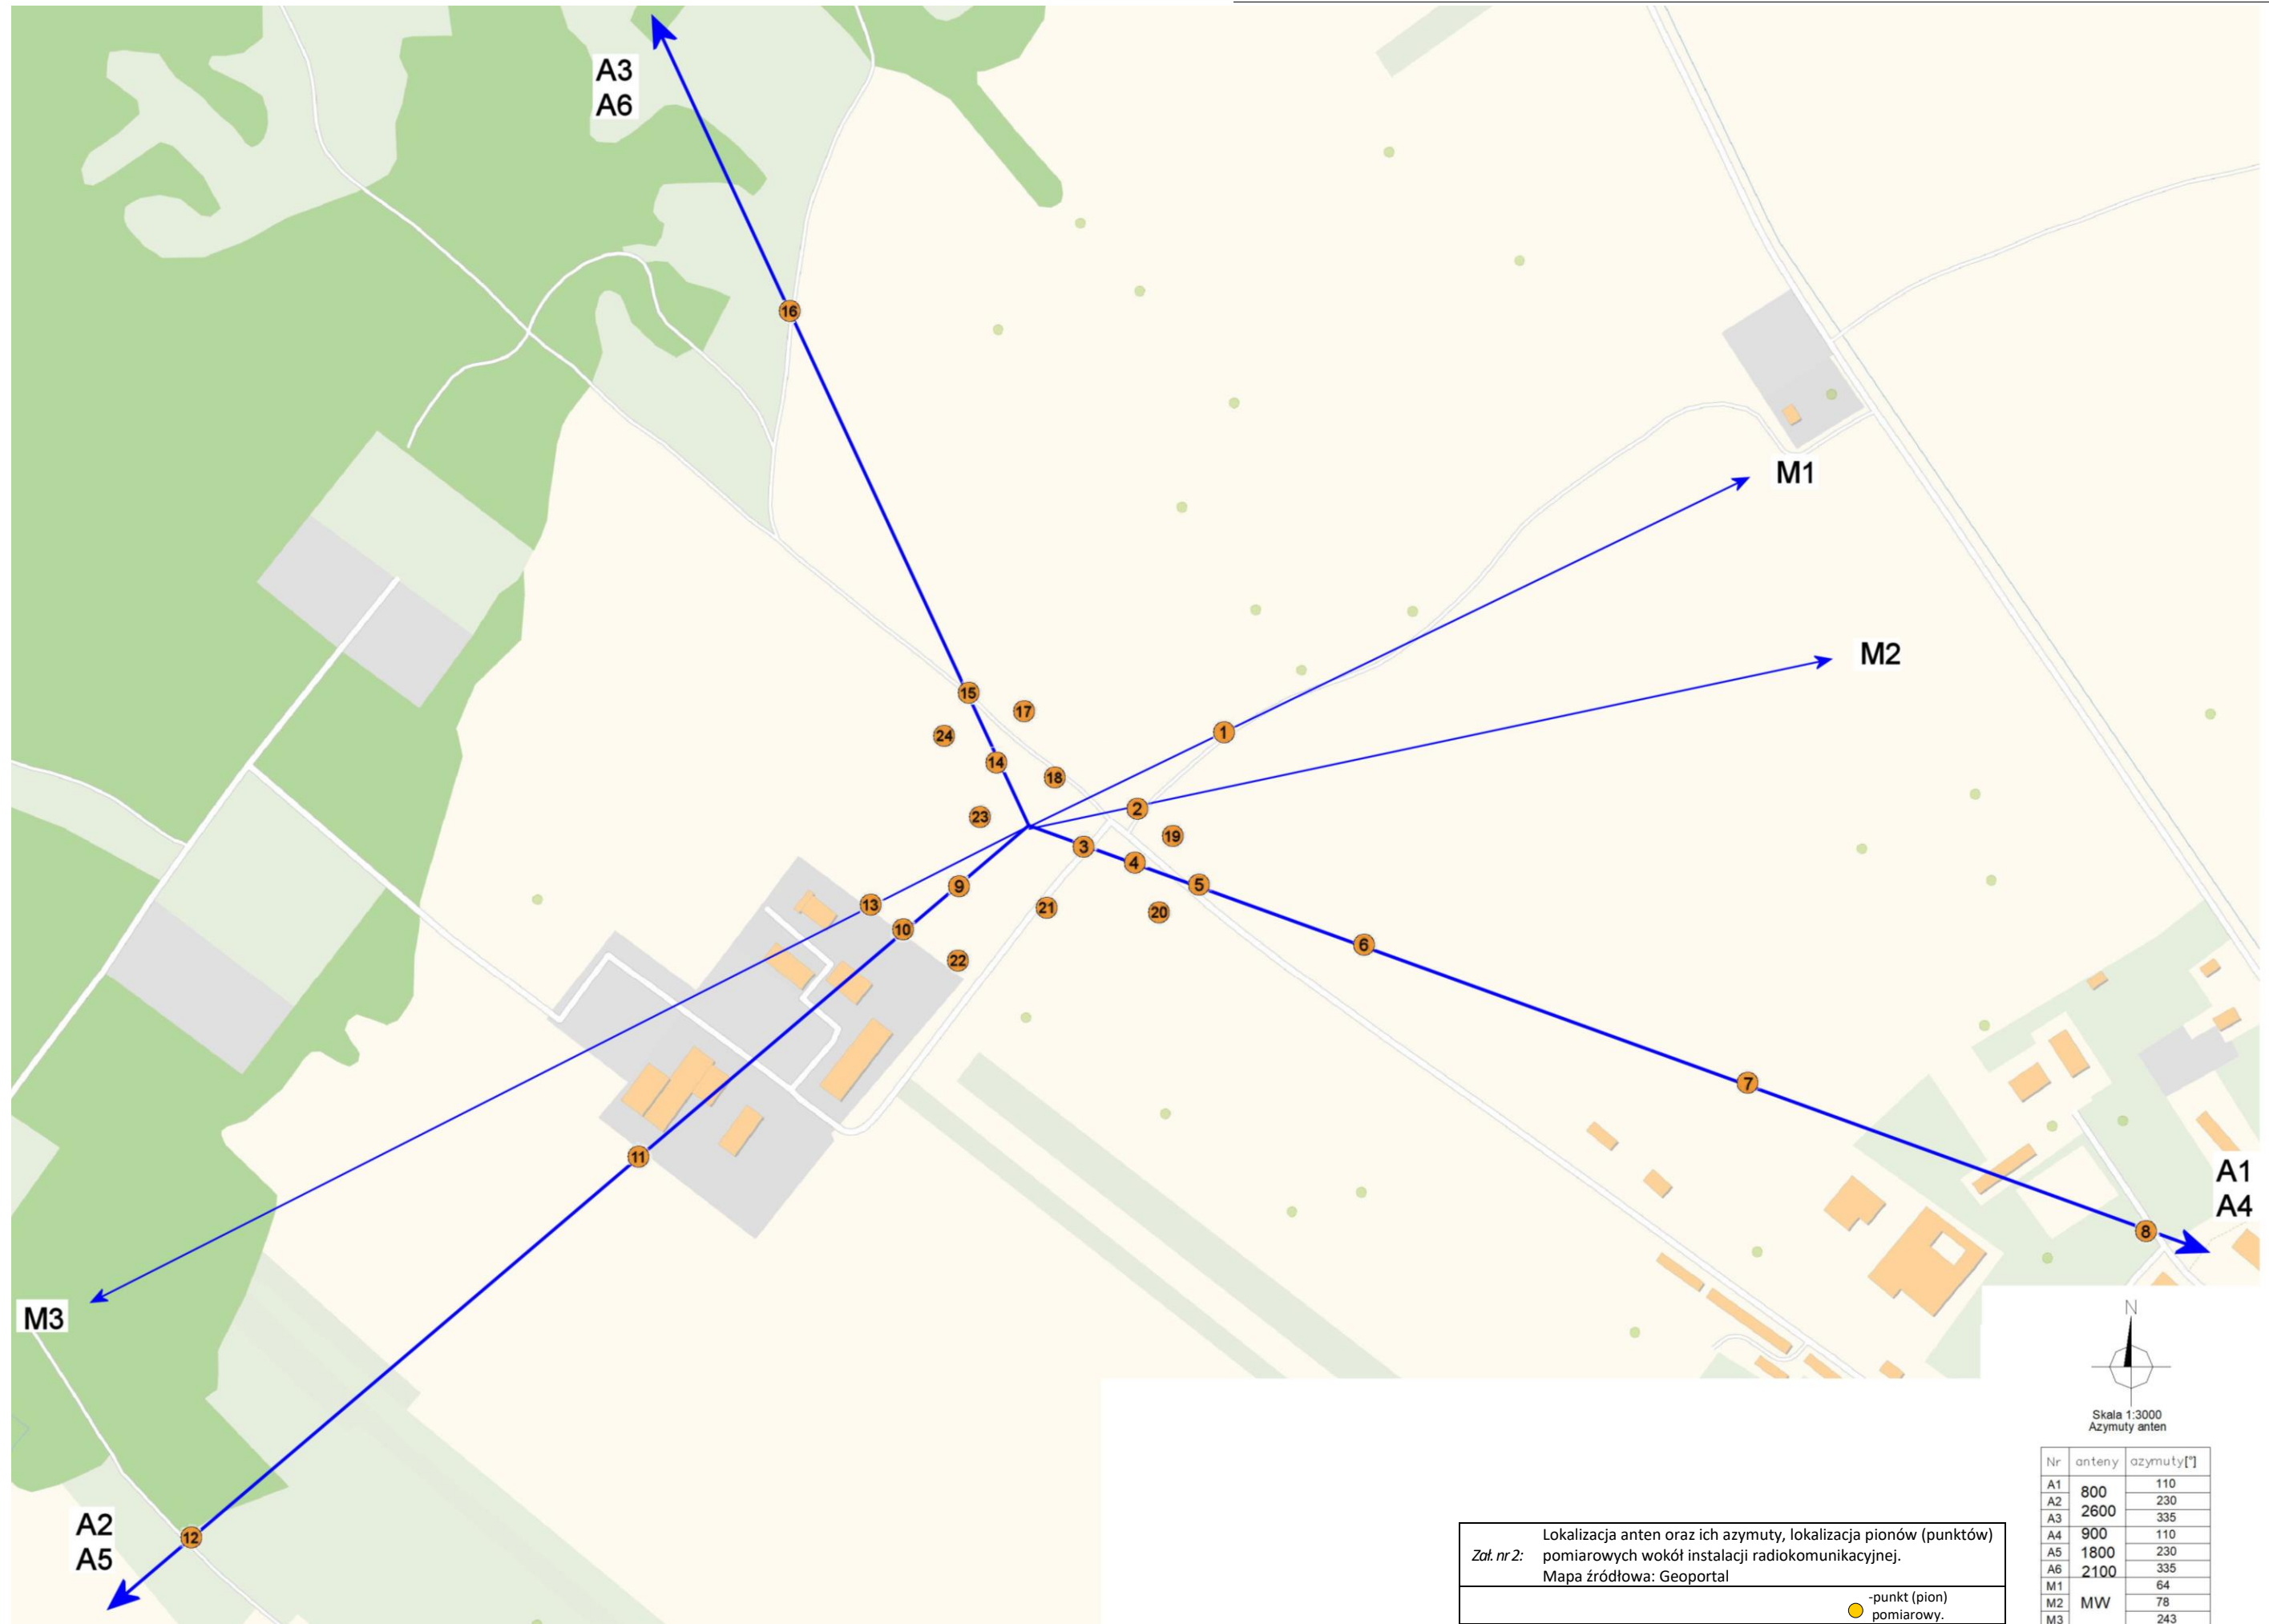 A3
A6
16
M1
M2
15
17
1
24
14
18
2
23
19
3
4
5
9
13
21
20
10
6
22
7
11
A1
A4
8
M3
N
Skala 1:3000
Azymuty anten
Nr anteny azymuty[°]
A1 110
800
A2 230
2600
A3 335
A4 900 110
A5 1800 230
A6 2100 335
M1 64
M2 MW 78
M3 243
A2
A5
12
Zał. nr 2:
Lokalizacja anten oraz ich azymuty, lokalizacja pionów (punktów)
pomiarowych wokół instalacji radiokomunikacyjnej.
Mapa źródłowa: Geoportal
-punkt (pion)
pomiarowy.